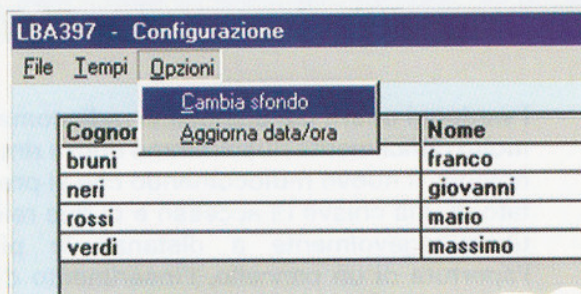 LBA397 - Configurazione
File Tempi Opzioni
Cambia sfondo
Aggiorna data/ora
Cognor Nome
bruni franco
neri giovanni
rossi mario
verdi massimo